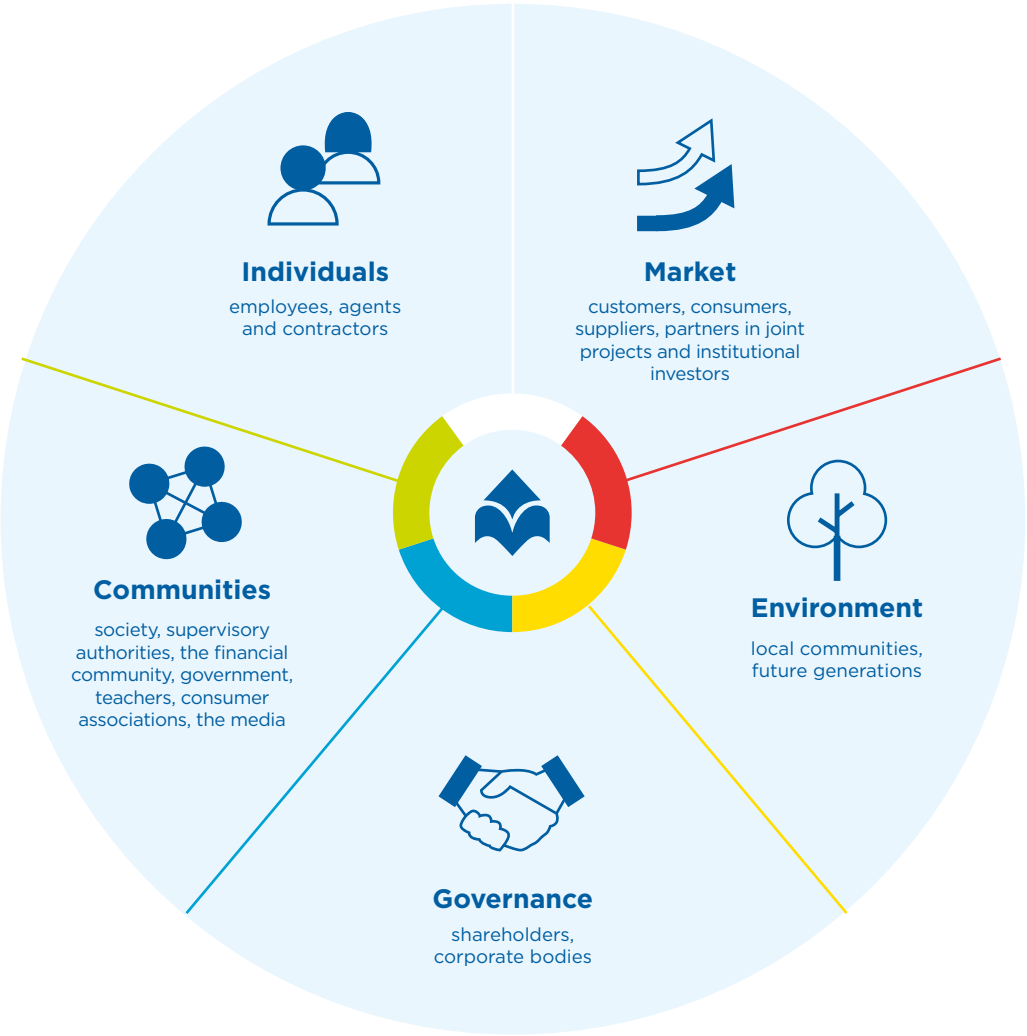 Individuals
employees, agents
and contractors
Market
customers, consumers,
suppliers, partners in joint
projects and institutional
investors
Communities
society, supervisory
authorities, the financial
community, government,
teachers, consumer
associations, the media
Environment
local communities,
future generations
Governance
shareholders,
corporate bodies